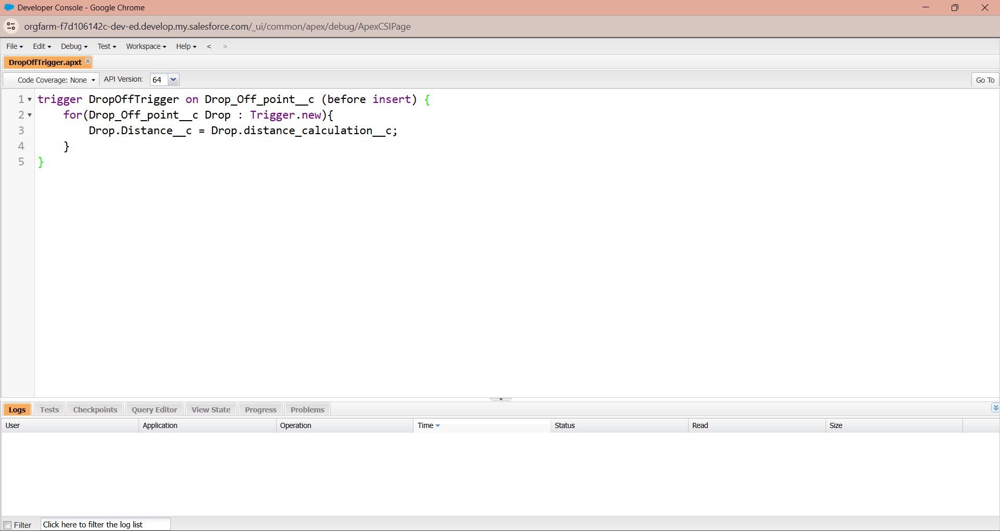 Developer Console - Google Chrome
orgfarm-f7d106142c-dev-ed.develop.my.salesforce.com/_ui/common/apex/debug/ApexCSIPage
File Edit Debug Test Workspace Help < >
DropOffTrigger.apxt
Code Coverage: None API Version: 64 Go To
1 trigger DropOffTrigger on Drop_Off_point__c (before insert) {
2 for(Drop_Off_point__c Drop : Trigger.new){
3 Drop.Distance__c = Drop.distance_calculation__c;
4 }
5 }
Logs Tests Checkpoints Query Editor View State Progress Problems
User Application Operation Time Status Read Size
Filter Click here to filter the log list